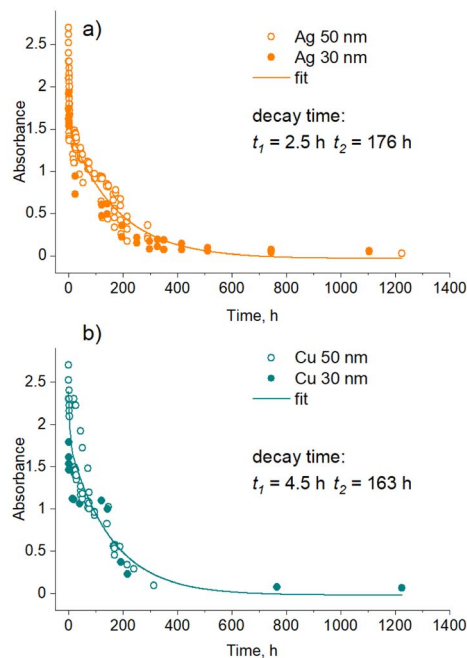 a)
Ag 50 nm
Ag 30 nm
fit
decay time:
t₁ = 2.5 h t₂ = 176 h
Absorbance
2.5
2
1.5
1
0.5
0
0 200 400 600 800 1000 1200 1400
Time, h
b)
Cu 50 nm
Cu 30 nm
fit
decay time:
t₁ = 4.5 h t₂ = 163 h
Absorbance
2.5
2
1.5
1
0.5
0
0 200 400 600 800 1000 1200 1400
Time, h